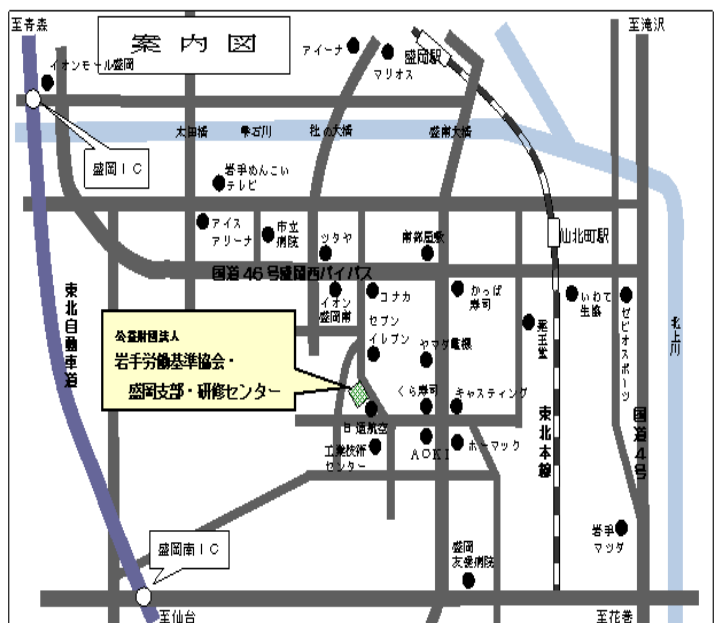 至青森
案内図
至滝沢
アイーナ
マリオス
盛岡駅
イオンモール盛岡
太田橋
雫石川
杜の大橋
盛南大橋
盛岡IC
岩手めんこい
テレビ
アイス
アリーナ
市立
病院
ツタヤ
南部屋敷
仙北町駅
国道46号盛岡西バイパス
東北自動車道
イオン
盛岡南
コナカ
かっぱ
寿司
いわて
生協
ゼビオスポーツ
北上川
セブン
イレブン
ヤマダ電機
薬王堂
公益財団法人
岩手労働基準協会・
盛岡支部・研修センター
くら寿司
キャスティング
東北本線
国道4号
日通航空
工業技術
センター
AOKI
ホーマック
岩手
マツダ
盛岡南IC
盛岡
友愛病院
至仙台
至花巻